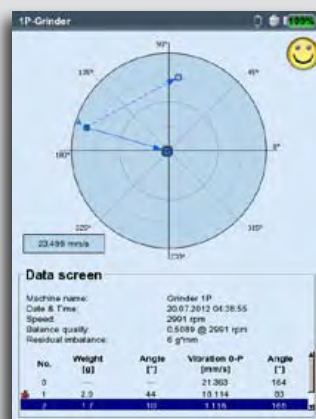 1P-Grinder 100%
90°
135° 45°
180° 0°
225° 315°
270°
23.499 mm/s
Data screen
Machine name: Grinder 1P
Date & Time: 20.07.2012 04:38:55
Speed: 2991 rpm
Balance quality: 0.5089 @ 2991 rpm
Residual imbalance: 6 g*mm
No. Weight [g] Angle [°] Vibration 0-P [mm/s] Angle [°]
0 --- --- 21.363 164
1 2.0 44 18.114 83
2 1.7 10 1.116